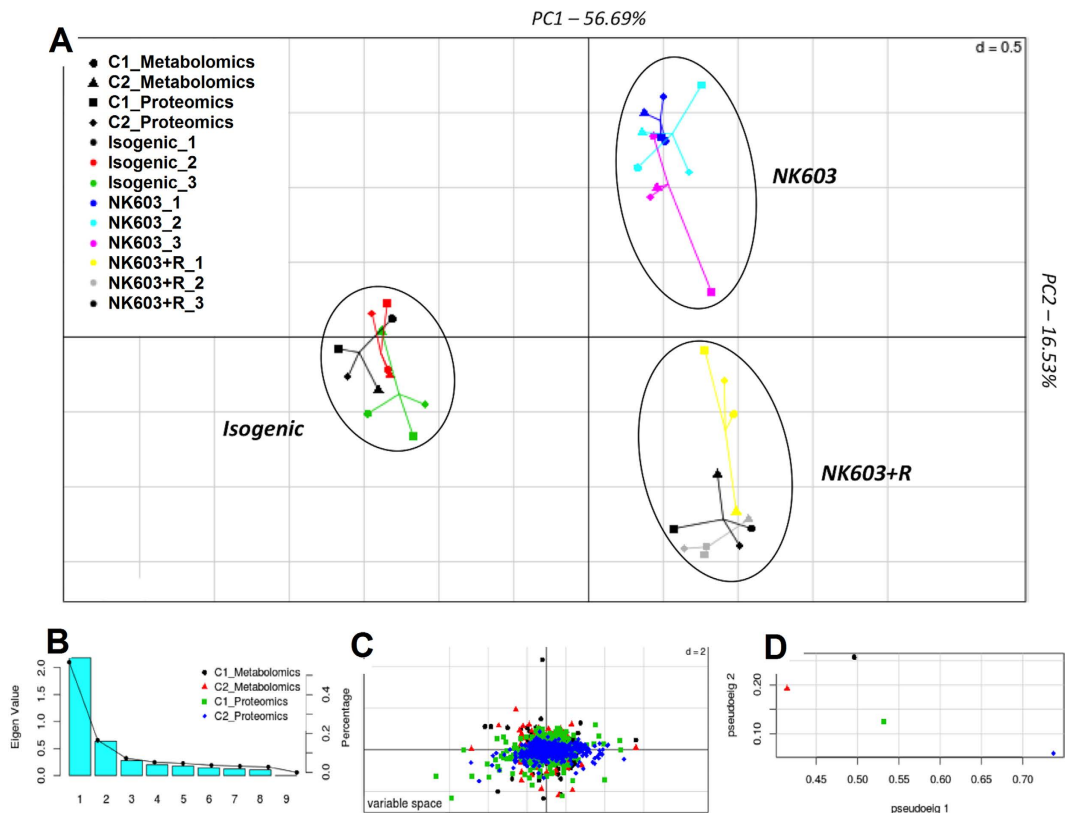 PC1 – 56.69%
A
d = 0.5
C1_Metabolomics
C2_Metabolomics
C1_Proteomics
C2_Proteomics
Isogenic_1
Isogenic_2
Isogenic_3
NK603_1
NK603_2
NK603_3
NK603+R_1
NK603+R_2
NK603+R_3
NK603
PC2 – 16.53%
Isogenic
NK603+R
B
Eigen Value
0.0 0.5 1.0 1.5 2.0
C1_Metabolomics
C2_Metabolomics
C1_Proteomics
C2_Proteomics
0.0 0.2 0.4
Percentage
1 2 3 4 5 6 7 8 9
C
d = 2
variable space
D
pseudoeig 2
0.10 0.20
0.45 0.50 0.55 0.60 0.65 0.70
pseudoeig 1